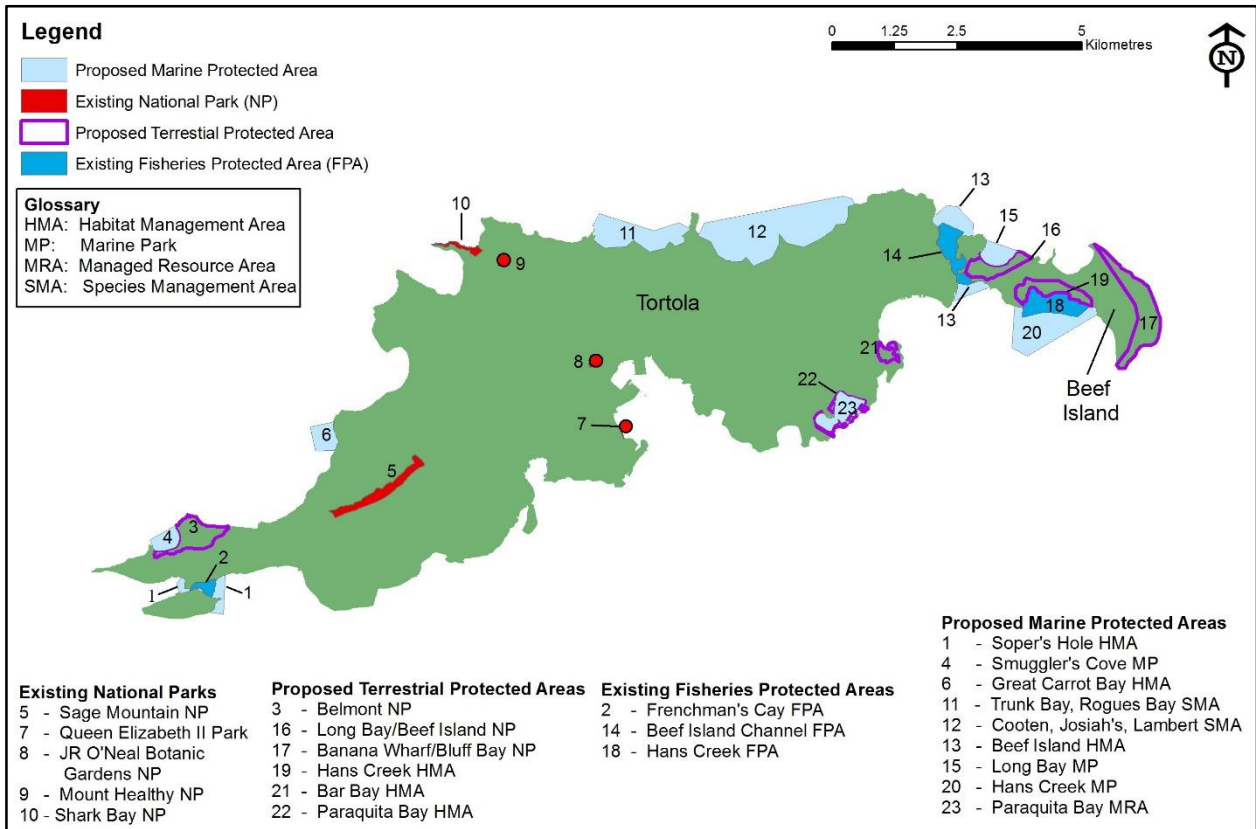 Legend
Proposed Marine Protected Area
Existing National Park (NP)
Proposed Terrestial Protected Area
Existing Fisheries Protected Area (FPA)
Glossary
HMA: Habitat Management Area
MP: Marine Park
MRA: Managed Resource Area
SMA: Species Management Area
0 1.25 2.5 5
Kilometres
N
10
9
11
12
13
14
15
16
13
19
18
20
17
Tortola
8
7
21
22
23
Beef
Island
6
5
4
3
2
1
1
Existing National Parks
5 - Sage Mountain NP
7 - Queen Elizabeth II Park
8 - JR O'Neal Botanic
Gardens NP
9 - Mount Healthy NP
10 - Shark Bay NP
Proposed Terrestrial Protected Areas
3 - Belmont NP
16 - Long Bay/Beef Island NP
17 - Banana Wharf/Bluff Bay NP
19 - Hans Creek HMA
21 - Bar Bay HMA
22 - Paraquita Bay HMA
Existing Fisheries Protected Areas
2 - Frenchman's Cay FPA
14 - Beef Island Channel FPA
18 - Hans Creek FPA
Proposed Marine Protected Areas
1 - Soper's Hole HMA
4 - Smuggler's Cove MP
6 - Great Carrot Bay HMA
11 - Trunk Bay, Rogues Bay SMA
12 - Cooten, Josiah's, Lambert SMA
13 - Beef Island HMA
15 - Long Bay MP
20 - Hans Creek MP
23 - Paraquita Bay MRA